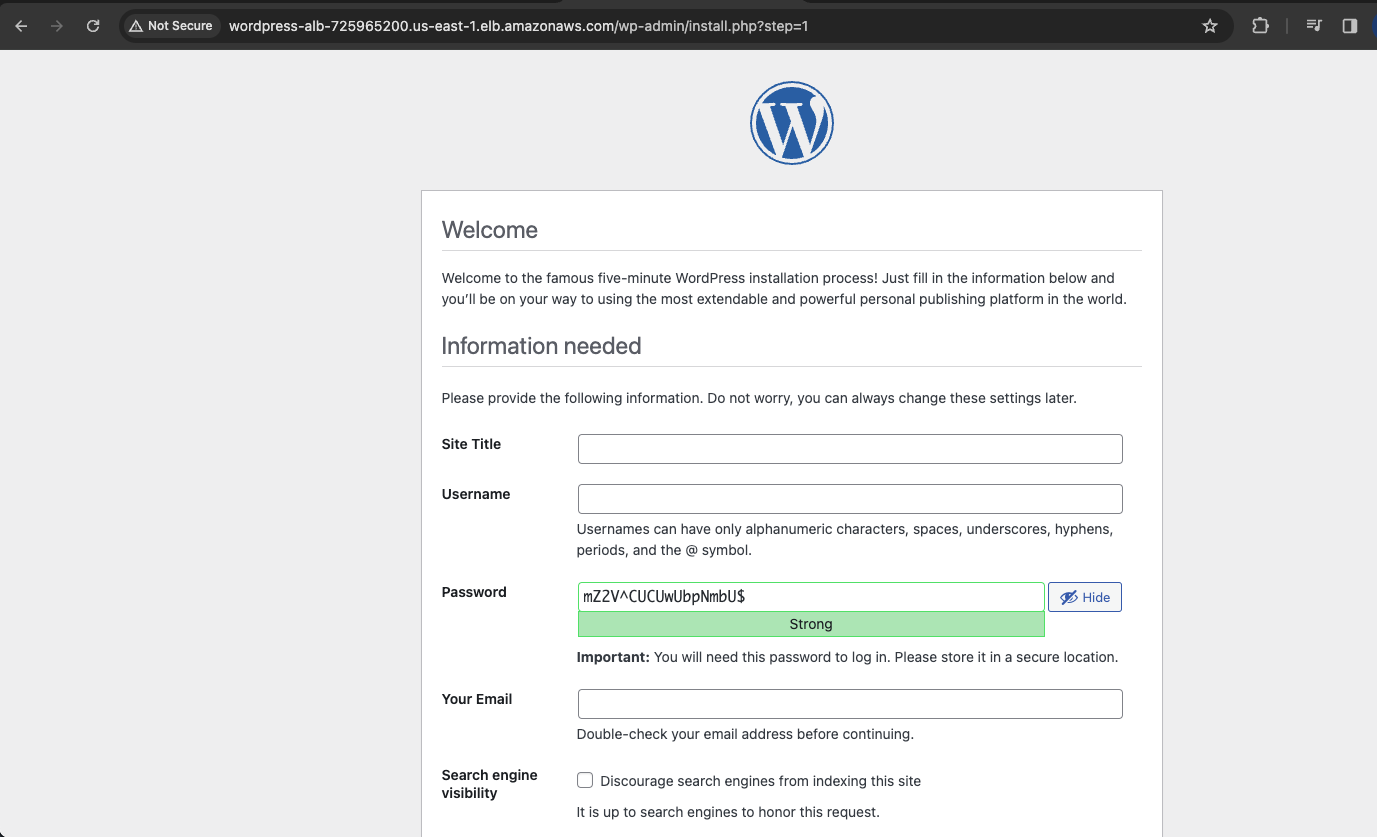 Not Secure wordpress-alb-725965200.us-east-1.elb.amazonaws.com/wp-admin/install.php?step=1
Welcome
Welcome to the famous five-minute WordPress installation process! Just fill in the information below and
you’ll be on your way to using the most extendable and powerful personal publishing platform in the world.
Information needed
Please provide the following information. Do not worry, you can always change these settings later.
Site Title
Username
Usernames can have only alphanumeric characters, spaces, underscores, hyphens,
periods, and the @ symbol.
Password mZ2V^CUCUwUbpNmbU$ Hide
Strong
Important: You will need this password to log in. Please store it in a secure location.
Your Email
Double-check your email address before continuing.
Search engine
visibility
Discourage search engines from indexing this site
It is up to search engines to honor this request.